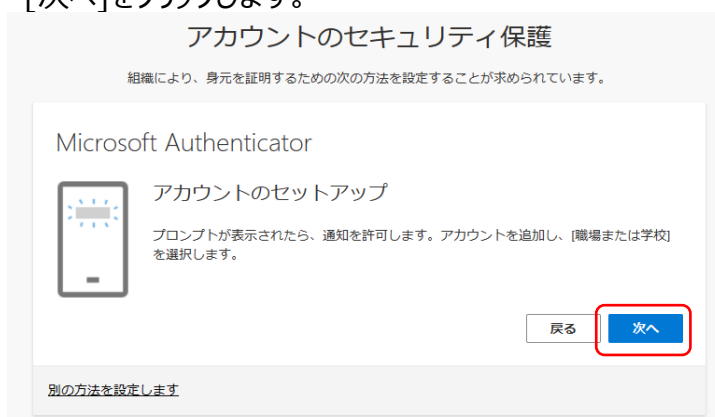 [次へ]をクリックします。
アカウントのセキュリティ保護
組織により、身元を証明するための次の方法を設定することが求められています。
Microsoft Authenticator
アカウントのセットアップ
プロンプトが表示されたら、通知を許可します。アカウントを追加し、[職場または学校]
を選択します。
戻る
次へ
別の方法を設定します